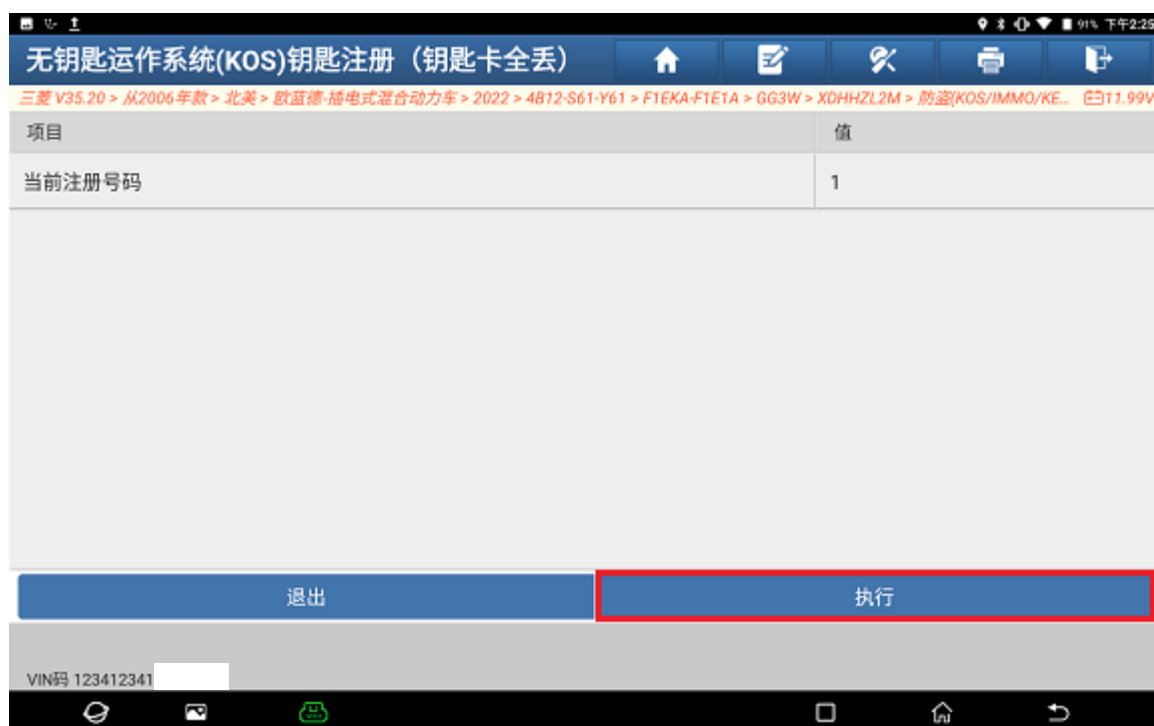 91% 下午2:25
无钥匙运作系统(KOS)钥匙注册（钥匙卡全丢）
三菱 V35.20 > 从2006年款 > 北美 > 欧蓝德-插电式混合动力车 > 2022 > 4B12-S61-Y61 > F1EKA-F1E1A > GG3W > XDHHZL2M > 防盗(KOS/IMMO/KE... 11.99V
项目 值
当前注册号码 1
退出 执行
VIN码 123412341